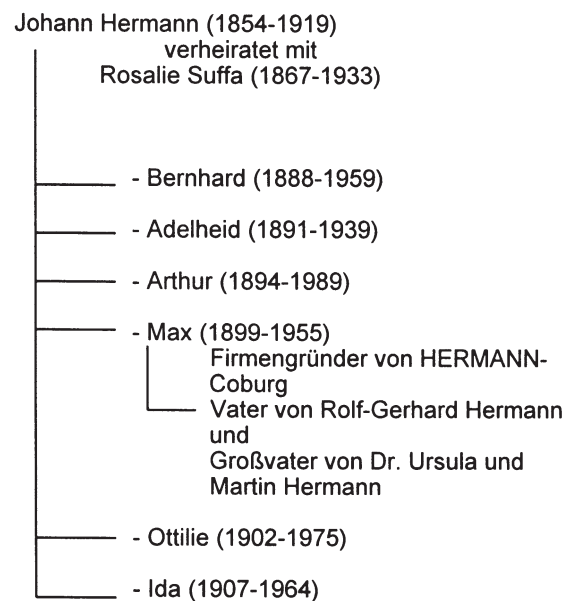 Johann Hermann (1854-1919)
verheiratet mit
Rosalie Suffa (1867-1933)
- Bernhard (1888-1959)
- Adelheid (1891-1939)
- Arthur (1894-1989)
- Max (1899-1955)
Firmengründer von HERMANN-
Coburg
Vater von Rolf-Gerhard Hermann
und
Großvater von Dr. Ursula und
Martin Hermann
- Ottilie (1902-1975)
- Ida (1907-1964)